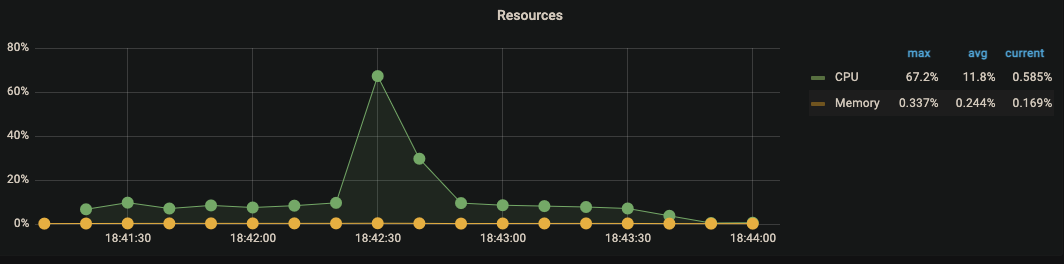 Resources
80%
60%
40%
20%
0%
18:41:30 18:42:00 18:42:30 18:43:00 18:43:30 18:44:00
max avg current
CPU 67.2% 11.8% 0.585%
Memory 0.337% 0.244% 0.169%